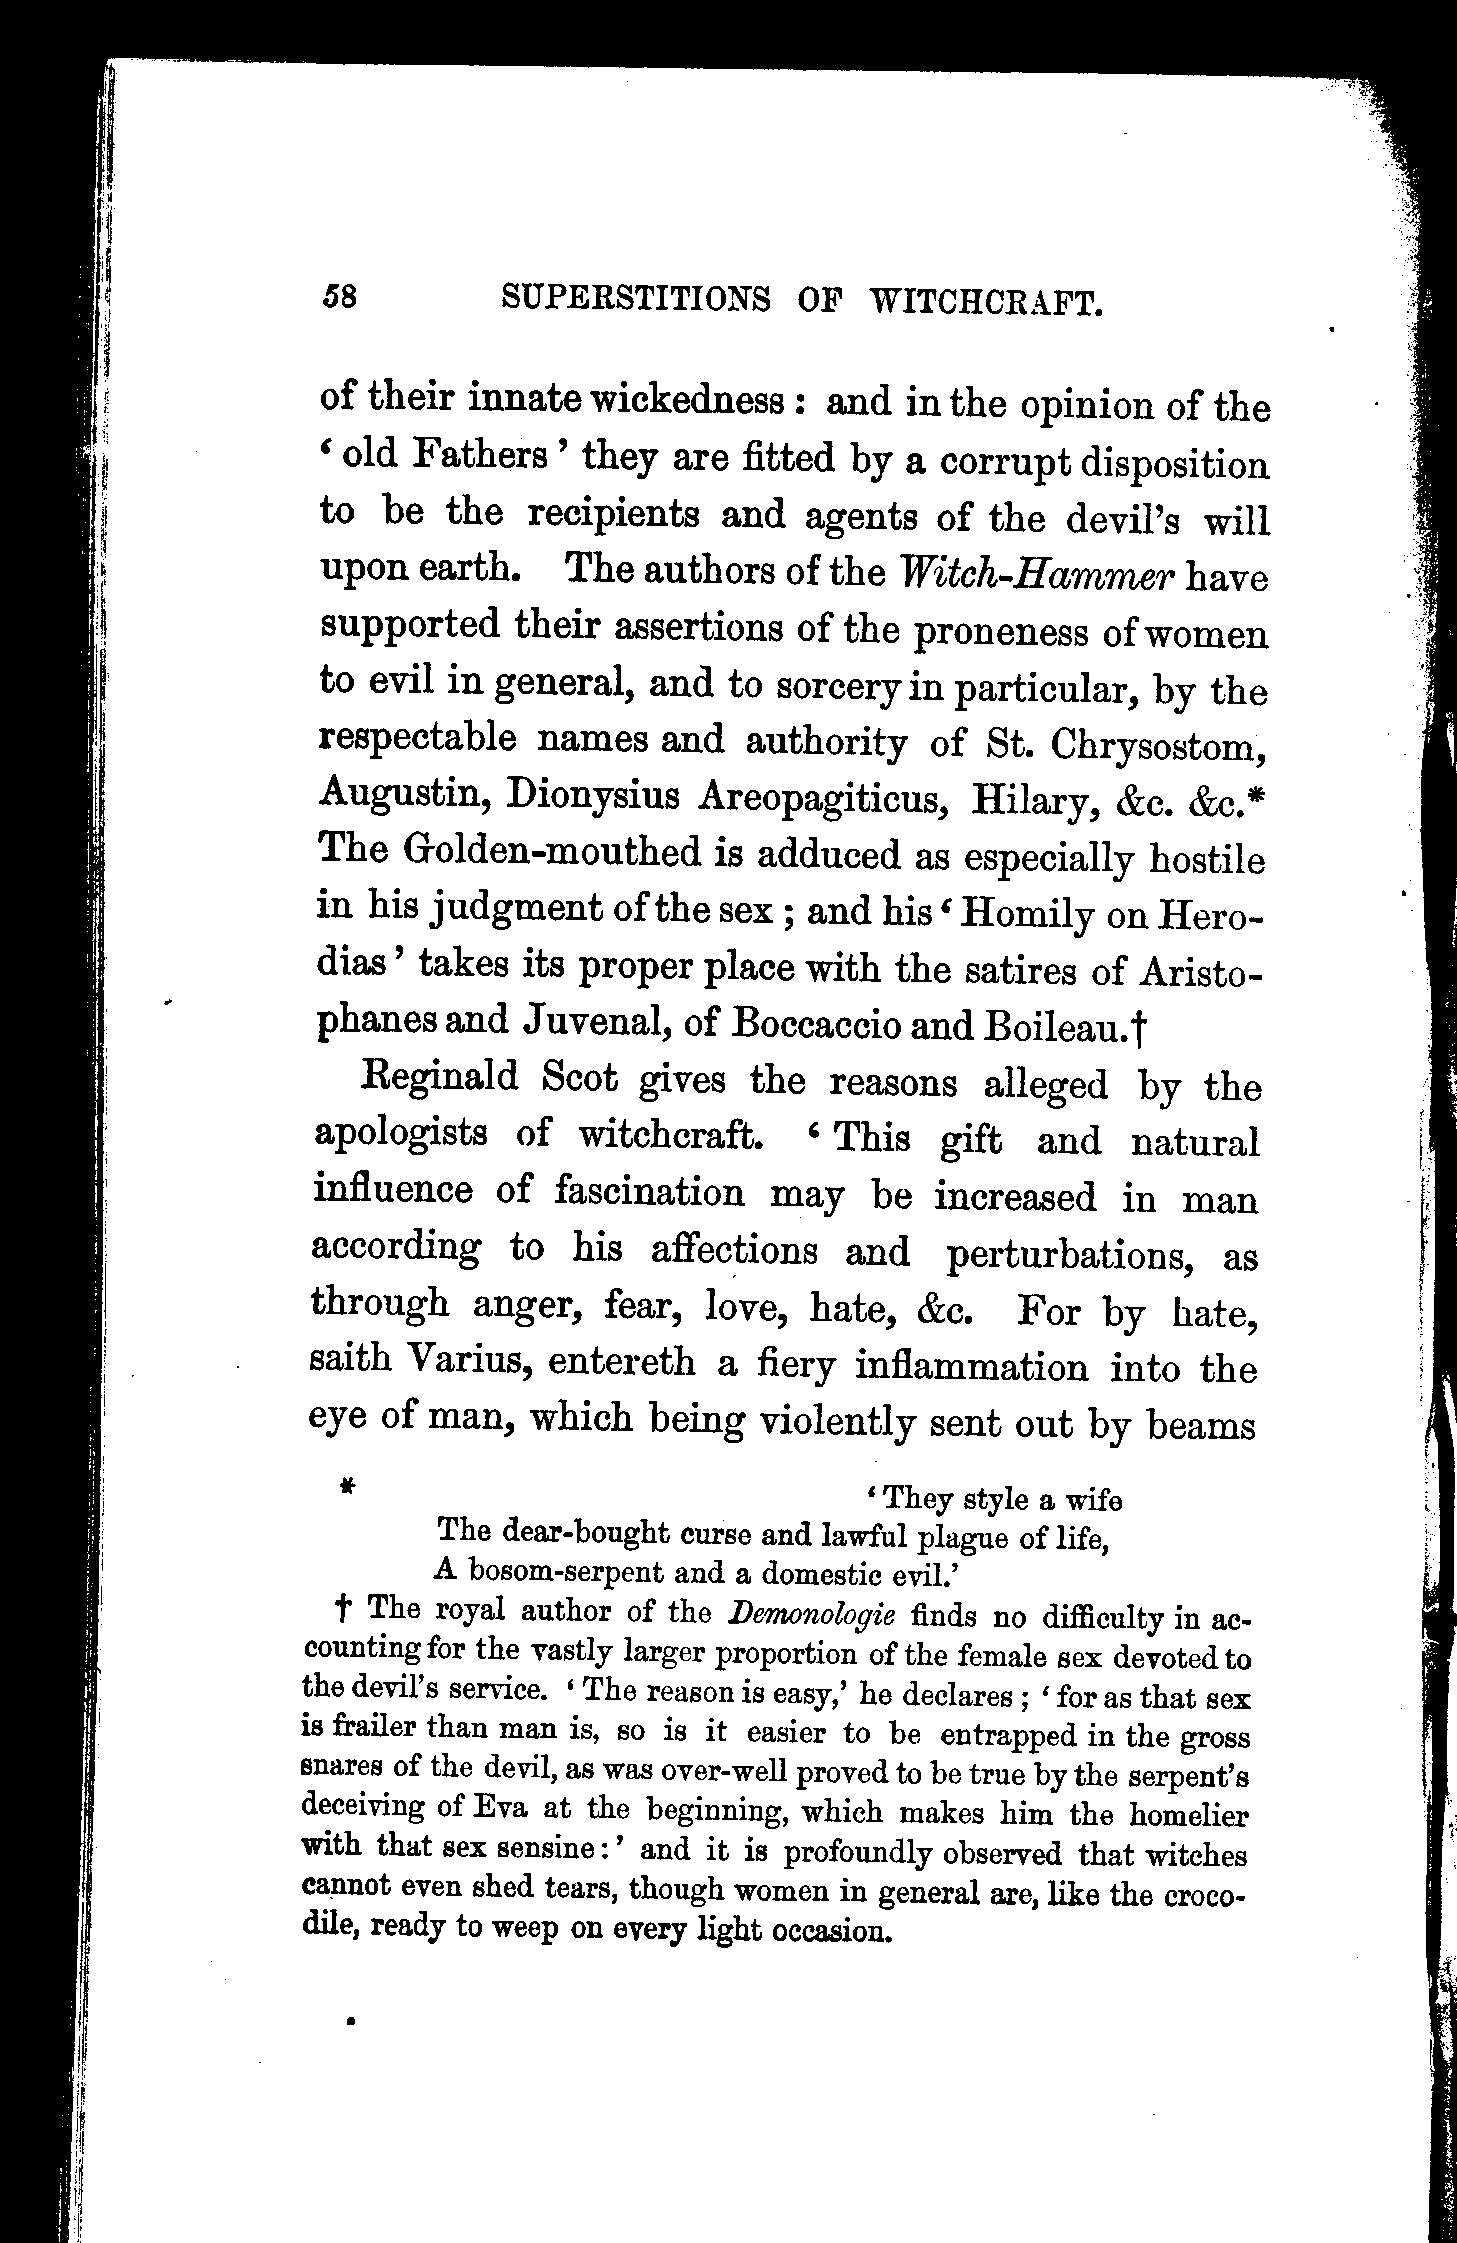 58 SUPERSTITIONS OF WITCHCRAFT.
of their innate wickedness : and in the opinion of the
‘ old Fathers ’ they are fitted by a corrupt disposition
to be the recipients and agents of the devil’s will
upon earth. The authors of the Witch-Hammer have
supported their assertions of the proneness of women
to evil in general, and to sorcery in particular, by the
respectable names and authority of St. Chrysostom,
Augustin, Dionysius Areopagiticus, Hilary, &c. &c.*
The Golden-mouthed is adduced as especially hostile
in his judgment of the sex ; and his ‘ Homily on Hero-
dias ’ takes its proper place with the satires of Aristo-
phanes and Juvenal, of Boccaccio and Boileau.†
Reginald Scot gives the reasons alleged by the
apologists of witchcraft. ‘ This gift and natural
influence of fascination may be increased in man
according to his affections and perturbations, as
through anger, fear, love, hate, &c. For by hate,
saith Varius, entereth a fiery inflammation into the
eye of man, which being violently sent out by beams
* ‘ They style a wife
The dear-bought curse and lawful plague of life,
A bosom-serpent and a domestic evil.’
† The royal author of the Demonologie finds no difficulty in ac-
counting for the vastly larger proportion of the female sex devoted to
the devil’s service. ‘ The reason is easy,’ he declares ; ‘ for as that sex
is frailer than man is, so is it easier to be entrapped in the gross
snares of the devil, as was over-well proved to be true by the serpent’s
deceiving of Eva at the beginning, which makes him the homelier
with that sex sensine : ’ and it is profoundly observed that witches
cannot even shed tears, though women in general are, like the croco-
dile, ready to weep on every light occasion.